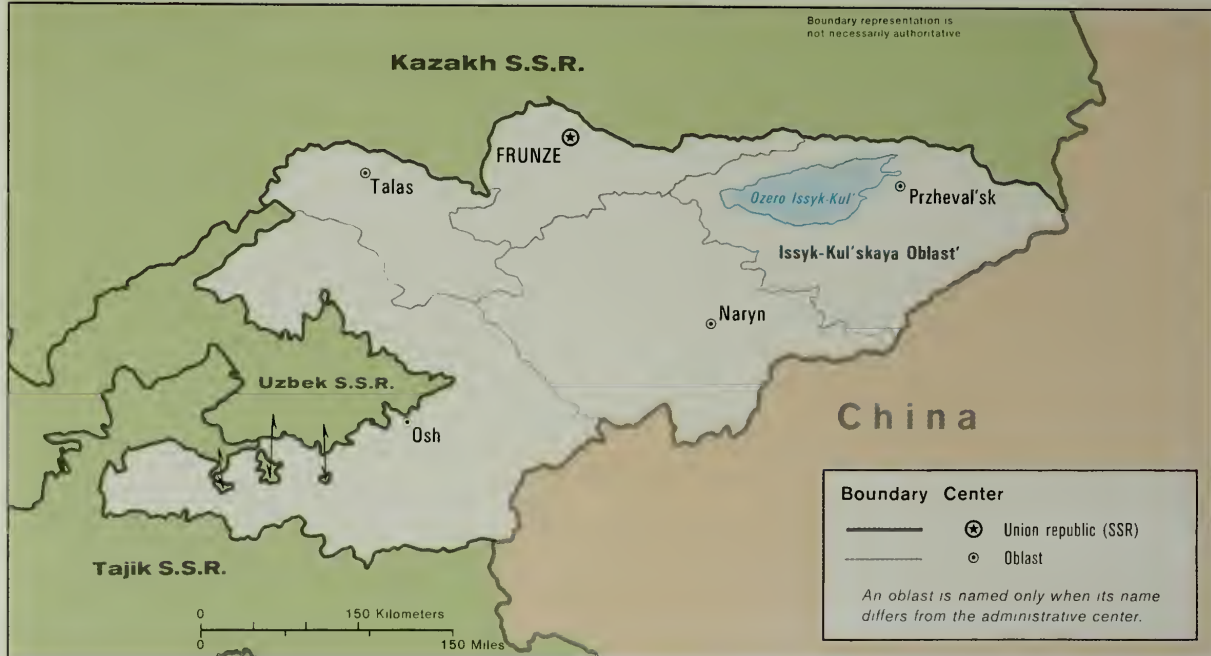 Boundary representation is
not necessarily authoritative
Kazakh S.S.R.
FRUNZE
Talas
Ozero Issyk-Kul'
Przheval'sk
Issyk-Kul'skaya Oblast'
Naryn
Uzbek S.S.R.
China
Osh
Tajik S.S.R.
0 150 Kilometers
0 150 Miles
Boundary Center
Union republic (SSR)
Oblast
An oblast is named only when its name
differs from the administrative center.